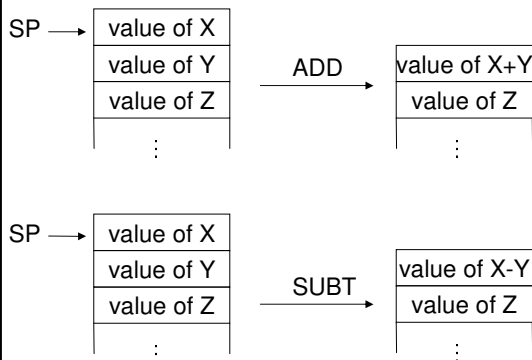 SP value of X
value of Y ADD value of X+Y
value of Z value of Z
⋮ ⋮
SP value of X
value of Y value of X-Y
value of Z SUBT value of Z
⋮ ⋮